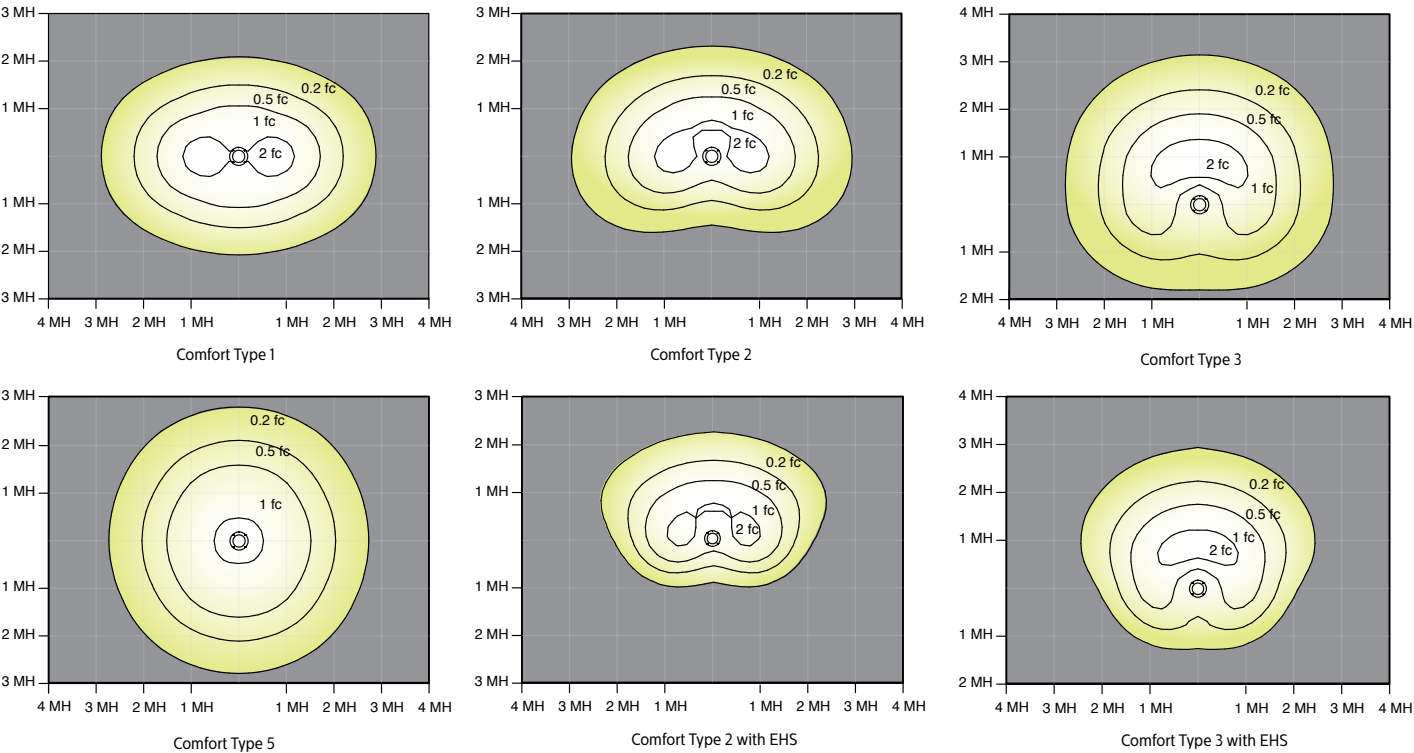 3 MH
2 MH
1 MH
1 MH
2 MH
3 MH
0.2 fc
0.5 fc
1 fc
2 fc
4 MH 3 MH 2 MH 1 MH 1 MH 2 MH 3 MH 4 MH
Comfort Type 1
3 MH
2 MH
1 MH
1 MH
2 MH
3 MH
0.2 fc
0.5 fc
1 fc
2 fc
4 MH 3 MH 2 MH 1 MH 1 MH 2 MH 3 MH 4 MH
Comfort Type 2
4 MH
3 MH
2 MH
1 MH
1 MH
2 MH
0.2 fc
0.5 fc
2 fc
1 fc
4 MH 3 MH 2 MH 1 MH 1 MH 2 MH 3 MH 4 MH
Comfort Type 3
3 MH
2 MH
1 MH
1 MH
2 MH
3 MH
0.2 fc
0.5 fc
1 fc
4 MH 3 MH 2 MH 1 MH 1 MH 2 MH 3 MH 4 MH
Comfort Type 5
3 MH
2 MH
1 MH
1 MH
2 MH
3 MH
0.2 fc
0.5 fc
1 fc
2 fc
4 MH 3 MH 2 MH 1 MH 1 MH 2 MH 3 MH 4 MH
Comfort Type 2 with EHS
4 MH
3 MH
2 MH
1 MH
1 MH
2 MH
0.2 fc
0.5 fc
1 fc
2 fc
4 MH 3 MH 2 MH 1 MH 1 MH 2 MH 3 MH 4 MH
Comfort Type 3 with EHS